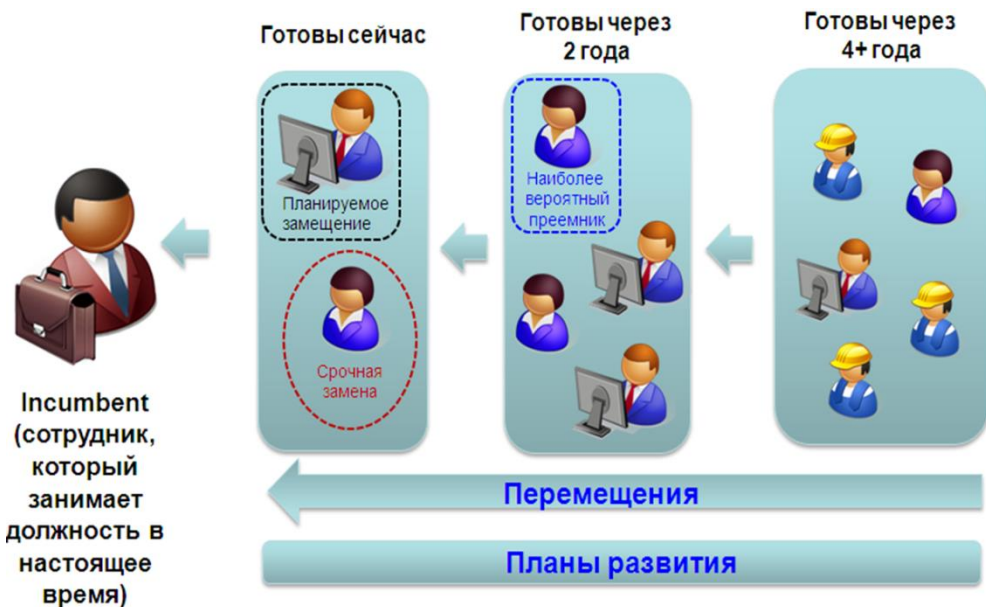 Готовы сейчас
Готовы через
2 года
Готовы через
4+ года
Планируемое
замещение
Срочная
замена
Наиболее
вероятный
преемник
Incumbent
(сотрудник,
который
занимает
должность в
настоящее
время)
Перемещения
Планы развития